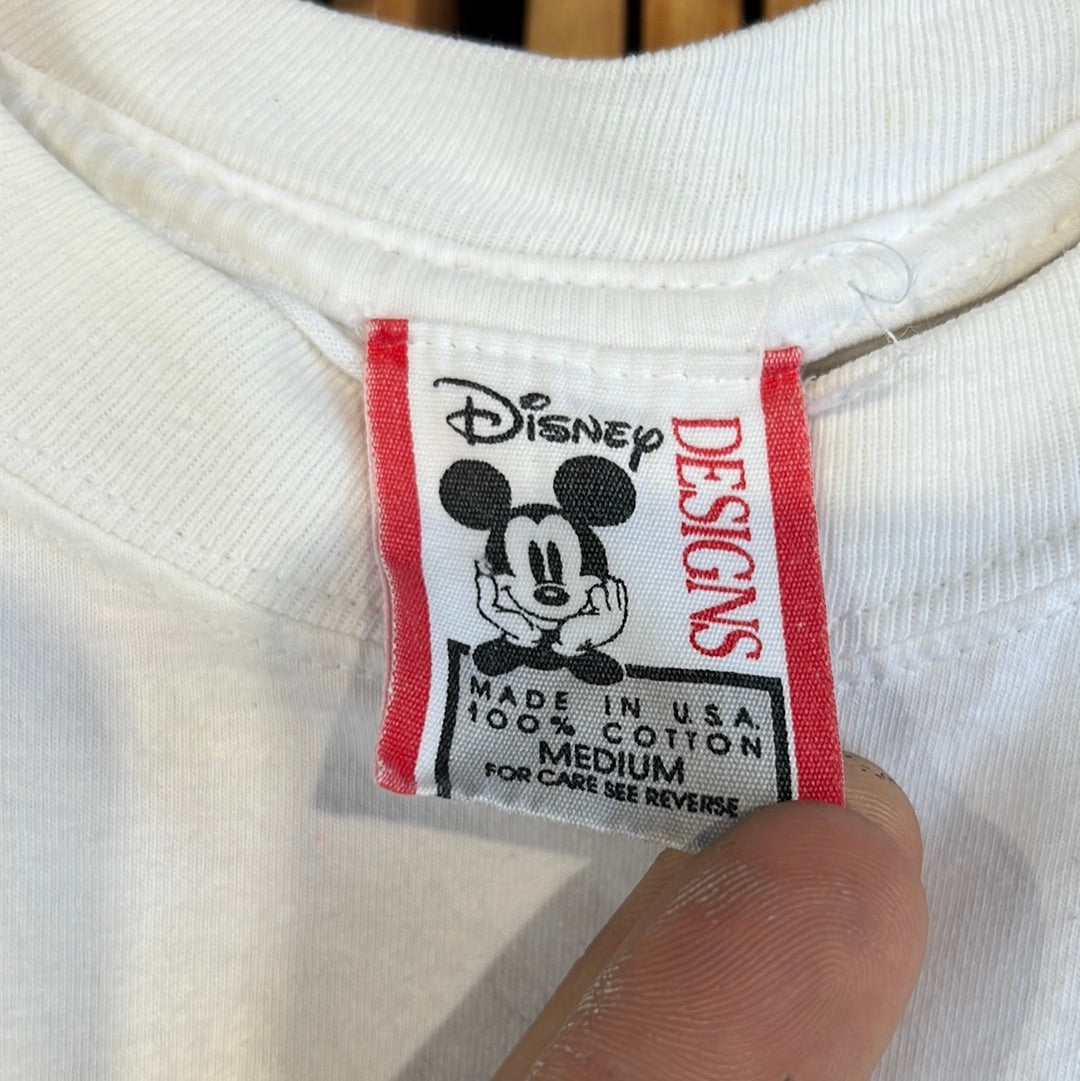 Disney
DESIGNS
MADE IN U.S.A.
100% COTTON
MEDIUM
FOR CARE SEE REVERSE